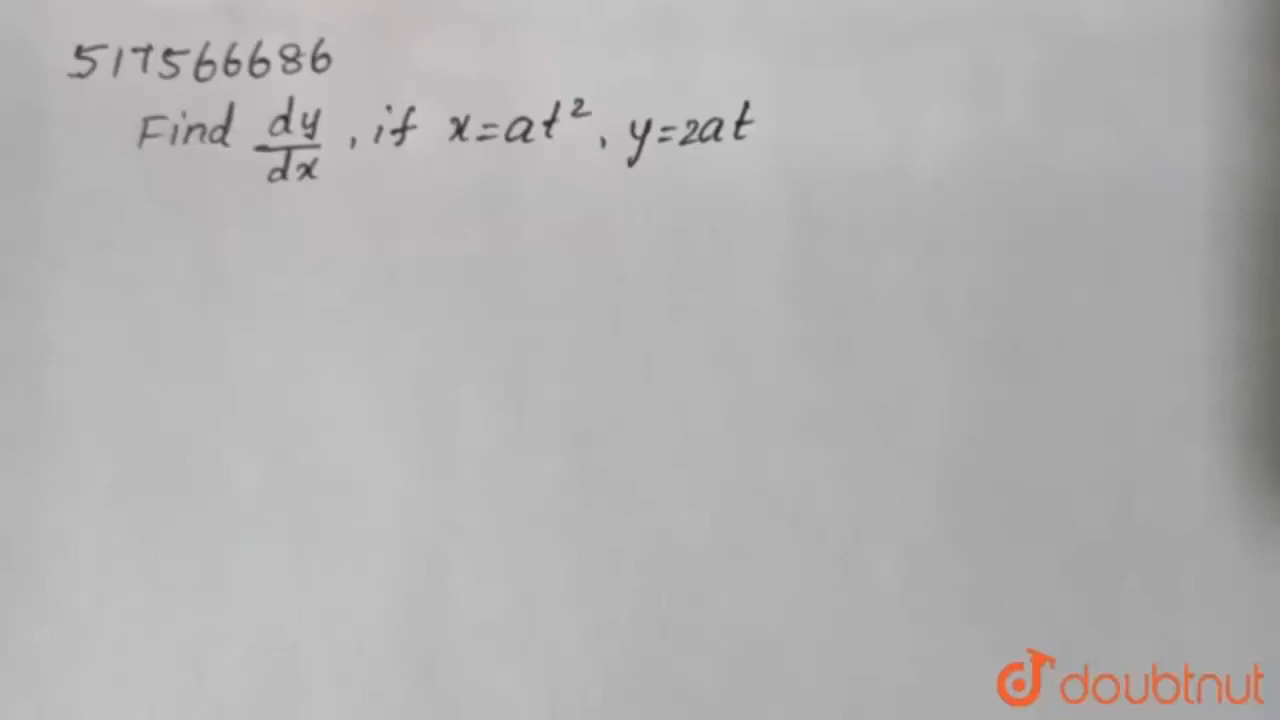 517566686
Find dy/dx, if x=at², y=2at
doubtnut